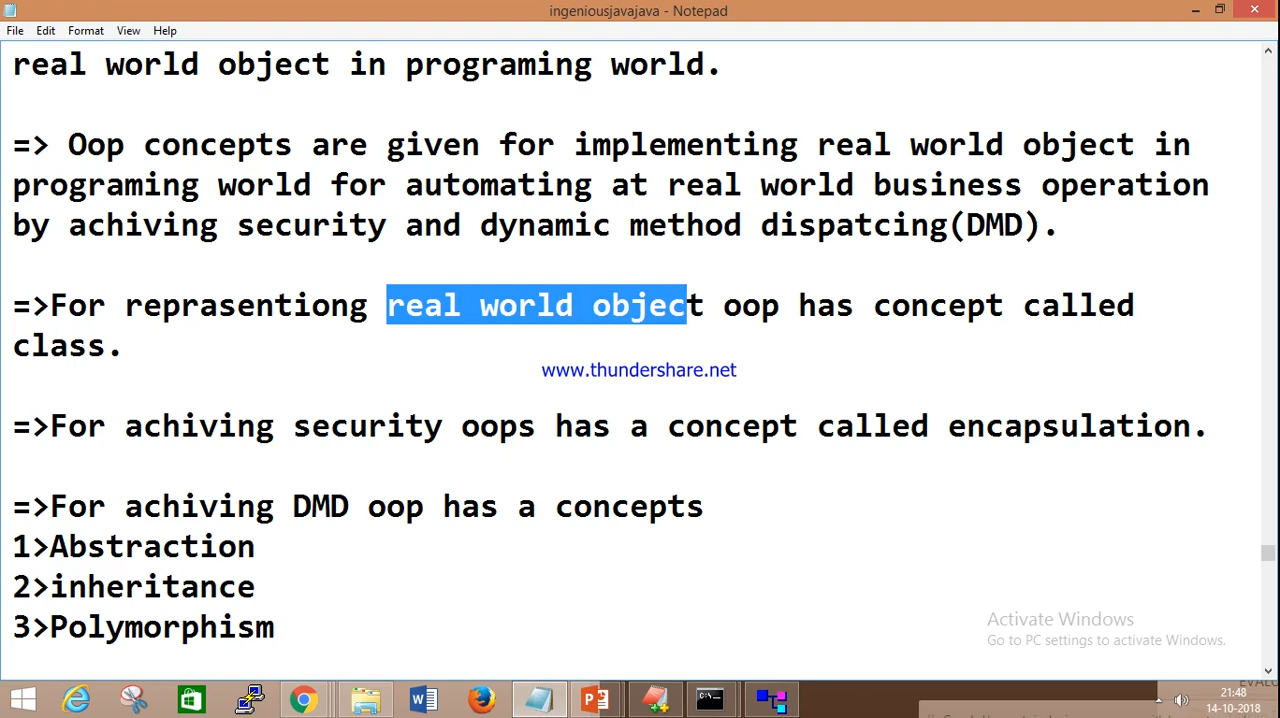 ingeniousjavajava - Notepad
File Edit Format View Help
real world object in programing world.
=> Oop concepts are given for implementing real world object in
programing world for automating at real world business operation
by achiving security and dynamic method dispatcing(DMD).
=>For reprasentiong real world object oop has concept called
class.
www.thundershare.net
=>For achiving security oops has a concept called encapsulation.
=>For achiving DMD oop has a concepts
1>Abstraction
2>inheritance
3>Polymorphism
Activate Windows
Go to PC settings to activate Windows.
21:48
14-10-2018